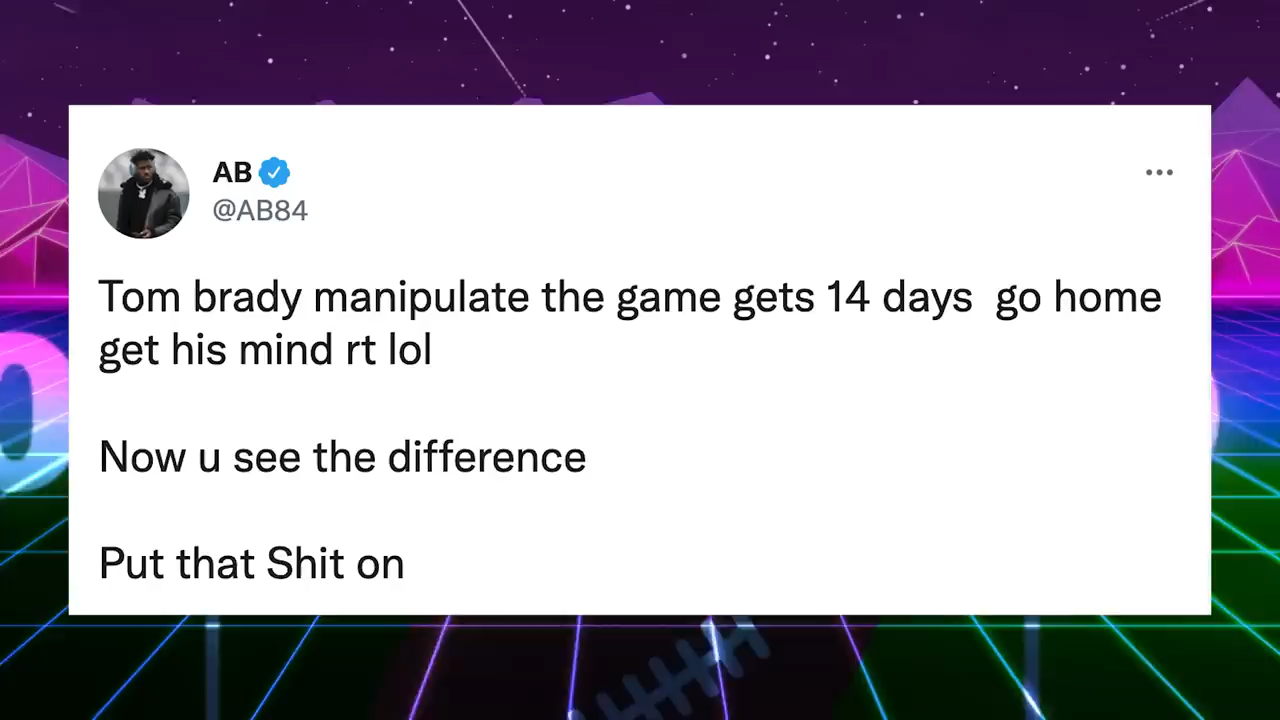 AB
@AB84
Tom brady manipulate the game gets 14 days  go home
get his mind rt lol
Now u see the difference
Put that Shit on